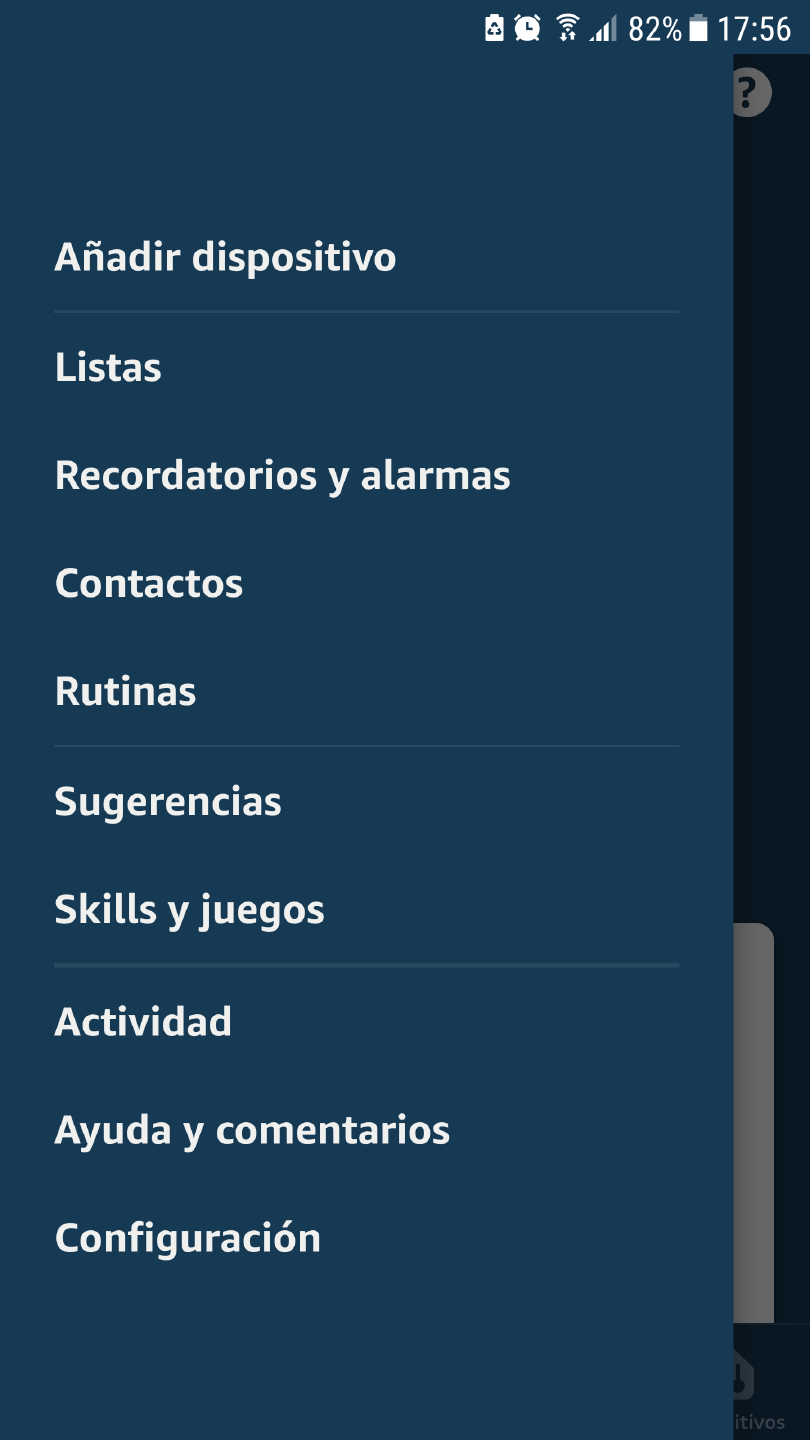 82% 17:56
?
Añadir dispositivo
Listas
Recordatorios y alarmas
Contactos
Rutinas
Sugerencias
Skills y juegos
Actividad
Ayuda y comentarios
Configuración
itivos